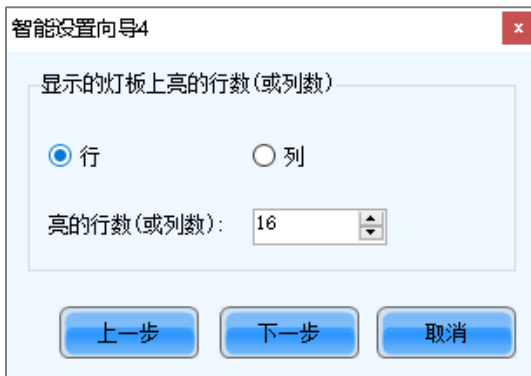 智能设置向导4
x
显示的灯板上亮的行数(或列数)
行 列
亮的行数(或列数): 16
上一步 下一步 取消